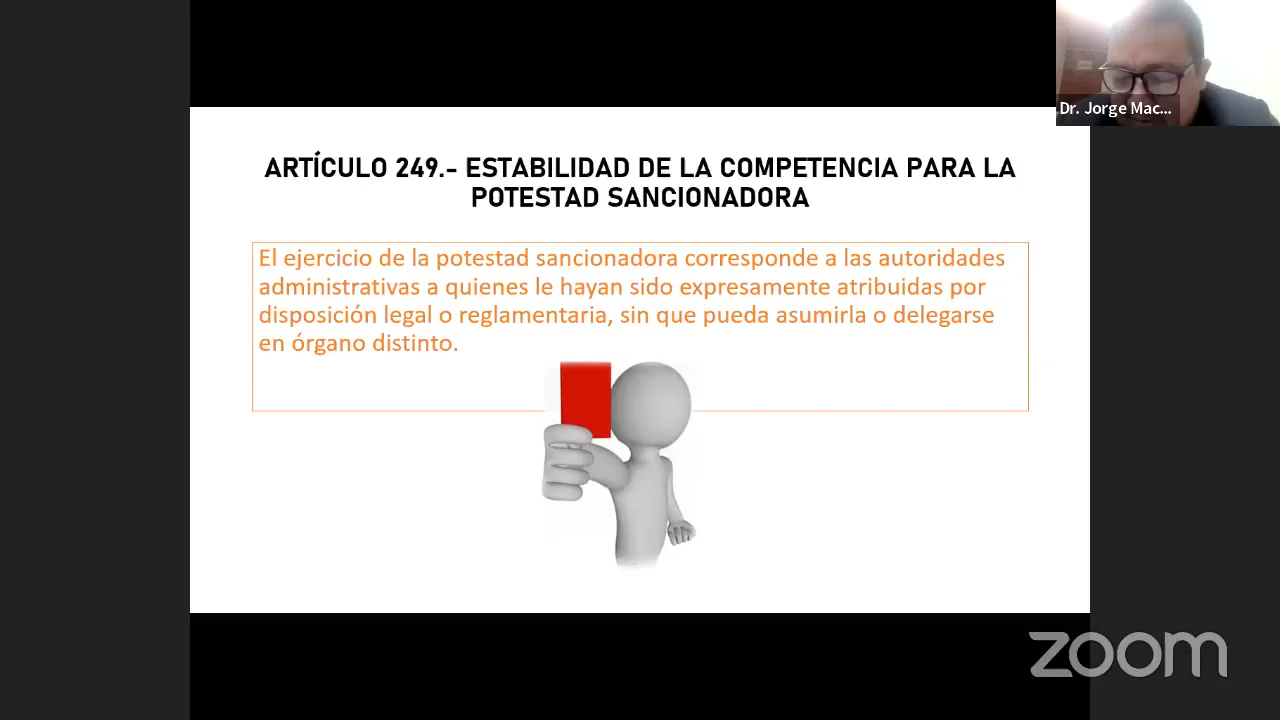 Dr. Jorge Mac...
ARTÍCULO 249.- ESTABILIDAD DE LA COMPETENCIA PARA LA
POTESTAD SANCIONADORA
El ejercicio de la potestad sancionadora corresponde a las autoridades
administrativas a quienes le hayan sido expresamente atribuidas por
disposición legal o reglamentaria, sin que pueda asumirla o delegarse
en órgano distinto.
zoom